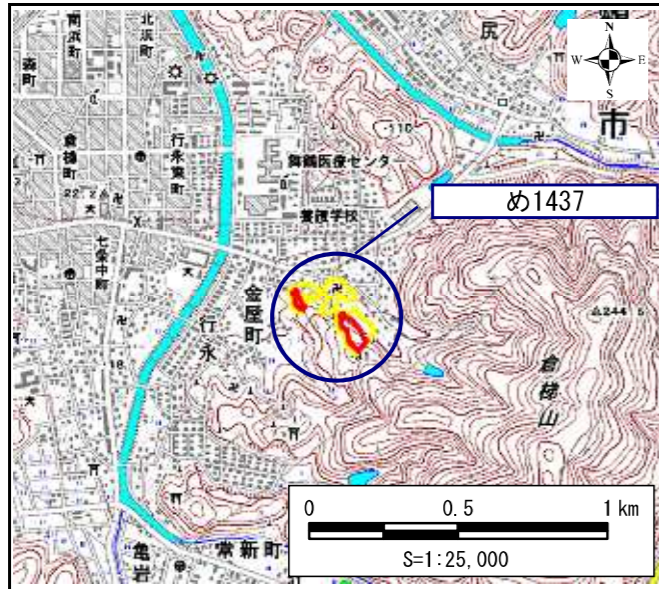 北浜町
南浜町
森町
行永東町
倉梯町
舞鶴医療センター
養護学校
七条中町
金屋町
行永
倉梯山
市
尻
亀岩
常新町
め1437
110
244
18
22
N
W
E
S
0
0.5
1 km
S=1:25,000